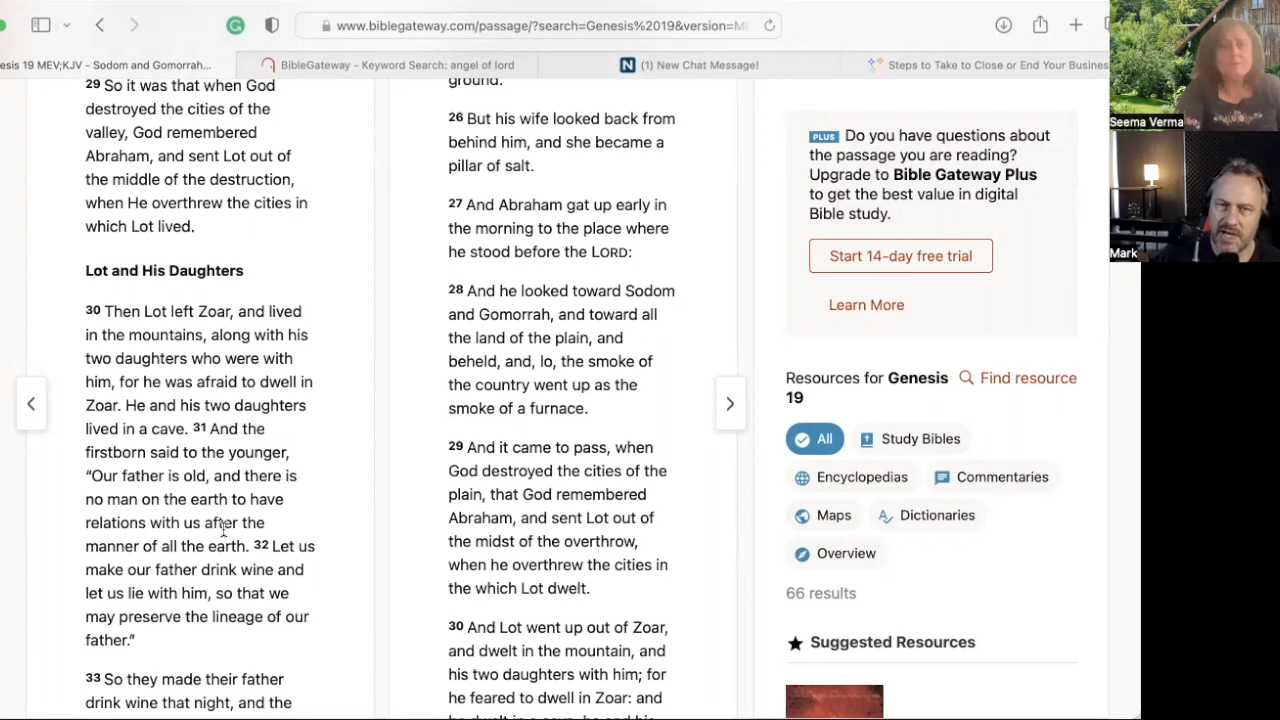 www.biblegateway.com/passage/?search=Genesis%2019&version=M
esis 19 MEV;KJV - Sodom and Gomorrah...
BibleGateway - Keyword Search: angel of lord
(1) New Chat Message!
Steps to Take to Close or End Your Busines
29 So it was that when God
destroyed the cities of the
valley, God remembered
Abraham, and sent Lot out of
the middle of the destruction,
when He overthrew the cities in
which Lot lived.
Lot and His Daughters
30 Then Lot left Zoar, and lived
in the mountains, along with his
two daughters who were with
him, for he was afraid to dwell in
Zoar. He and his two daughters
lived in a cave. 31 And the
firstborn said to the younger,
“Our father is old, and there is
no man on the earth to have
relations with us after the
manner of all the earth. 32 Let us
make our father drink wine and
let us lie with him, so that we
may preserve the lineage of our
father.”
33 So they made their father
drink wine that night, and the
ground.
26 But his wife looked back from
behind him, and she became a
pillar of salt.
27 And Abraham gat up early in
the morning to the place where
he stood before the LORD:
28 And he looked toward Sodom
and Gomorrah, and toward all
the land of the plain, and
beheld, and, lo, the smoke of
the country went up as the
smoke of a furnace.
29 And it came to pass, when
God destroyed the cities of the
plain, that God remembered
Abraham, and sent Lot out of
the midst of the overthrow,
when he overthrew the cities in
the which Lot dwelt.
30 And Lot went up out of Zoar,
and dwelt in the mountain, and
his two daughters with him; for
he feared to dwell in Zoar: and
he dwelt in a cave, he and his
PLUS Do you have questions about
the passage you are reading?
Upgrade to Bible Gateway Plus
to get the best value in digital
Bible study.
Start 14-day free trial
Learn More
Resources for Genesis
19
Find resource
All
Study Bibles
Encyclopedias
Commentaries
Maps
Dictionaries
Overview
66 results
Suggested Resources
Seema Verma
Mark